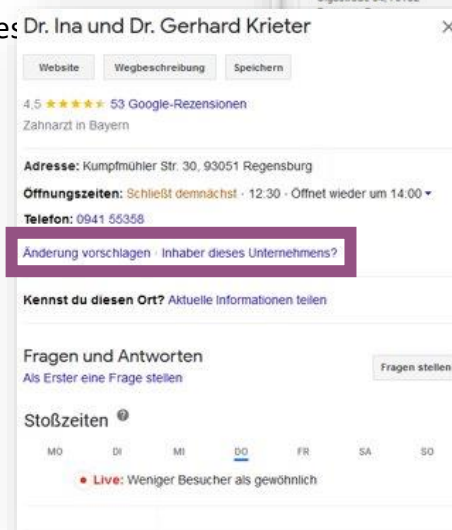 es
Dr. Ina und Dr. Gerhard Krieter
Website Wegbeschreibung Speichern
4,5 ★★★★★ 53 Google-Rezensionen
Zahnarzt in Bayern
Adresse: Kumpfmühler Str. 30, 93051 Regensburg
Öffnungszeiten: Schließt demnächst · 12:30 · Öffnet wieder um 14:00
Telefon: 0941 55358
Änderung vorschlagen · Inhaber dieses Unternehmens?
Kennst du diesen Ort? Aktuelle Informationen teilen
Fragen und Antworten
Fragen stellen
Als Erster eine Frage stellen
Stoßzeiten
MO DI MI DO FR SA SO
Live: Weniger Besucher als gewöhnlich